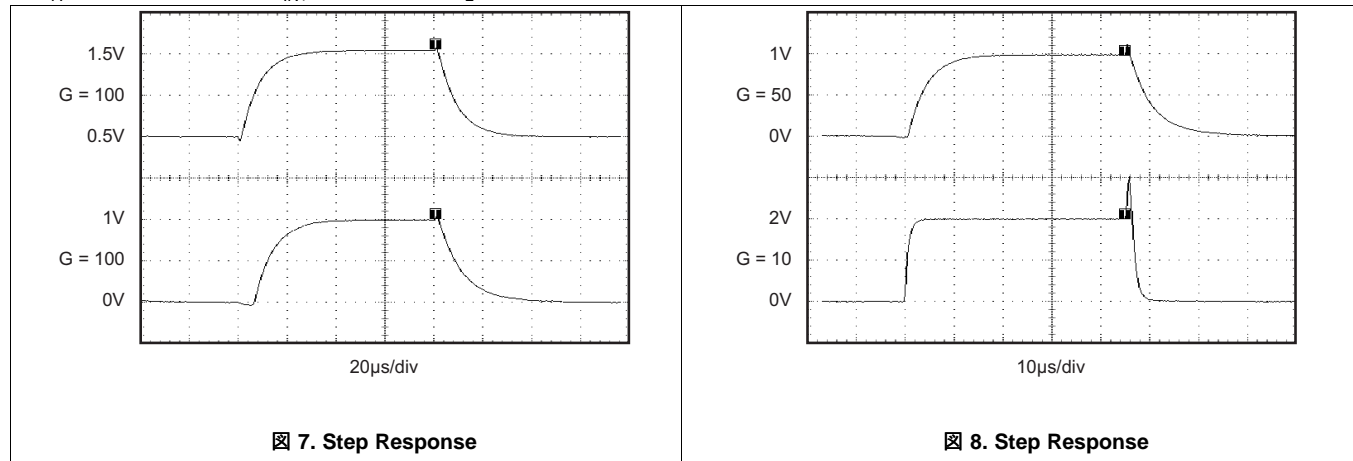 1.5V
G = 100
0.5V
1V
G = 100
0V
20µs/div
図 7. Step Response
1V
G = 50
0V
2V
G = 10
0V
10µs/div
図 8. Step Response